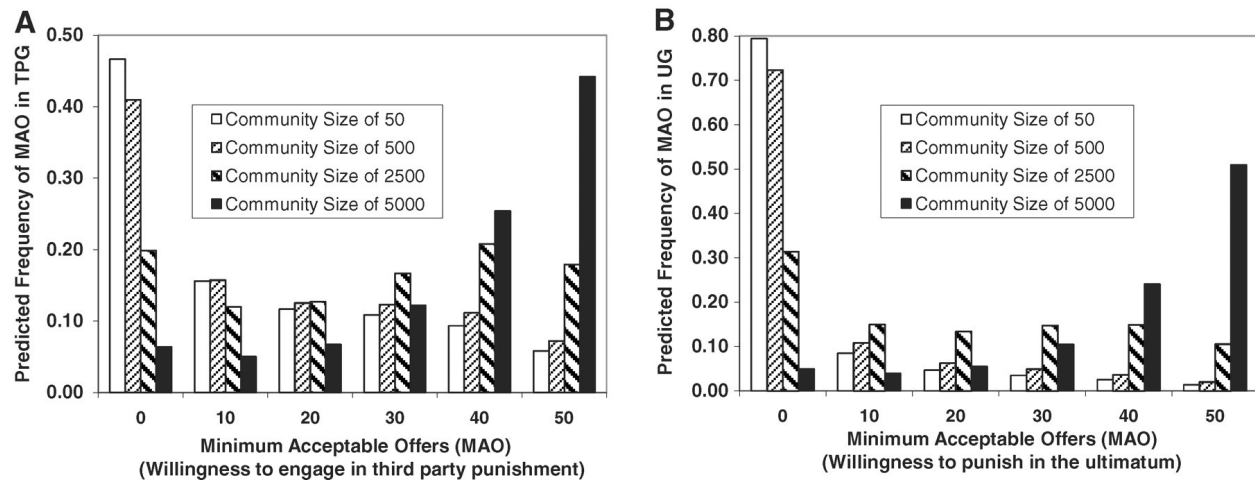 A
Predicted Frequency of MAO in TPG
0.50
0.40
0.30
0.20
0.10
0.00
Community Size of 50
Community Size of 500
Community Size of 2500
Community Size of 5000
0 10 20 30 40 50
Minimum Acceptable Offers (MAO)
(Willingness to engage in third party punishment)
B
Predicted Frequency of MAO in UG
0.80
0.70
0.60
0.50
0.40
0.30
0.20
0.10
0.00
Community Size of 50
Community Size of 500
Community Size of 2500
Community Size of 5000
0 10 20 30 40 50
Minimum Acceptable Offers (MAO)
(Willingness to punish in the ultimatum)